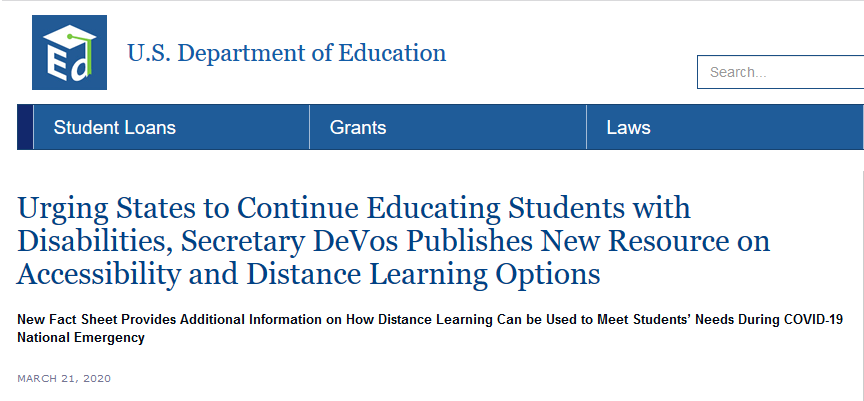 Ed
U.S. Department of Education
Search...
Student Loans
Grants
Laws
Urging States to Continue Educating Students with
Disabilities, Secretary DeVos Publishes New Resource on
Accessibility and Distance Learning Options
New Fact Sheet Provides Additional Information on How Distance Learning Can be Used to Meet Students’ Needs During COVID-19
National Emergency
MARCH 21, 2020